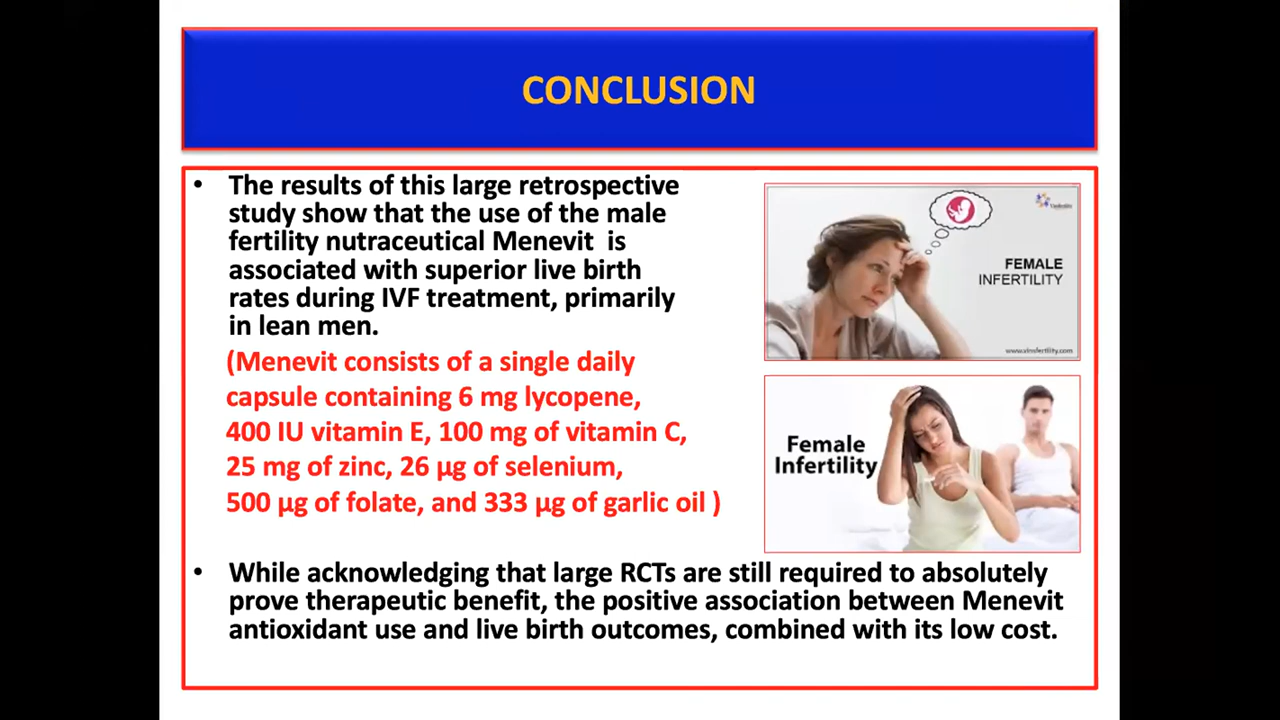 CONCLUSION
• The results of this large retrospective
study show that the use of the male
fertility nutraceutical Menevit is
associated with superior live birth
rates during IVF treatment, primarily
in lean men.
(Menevit consists of a single daily
capsule containing 6 mg lycopene,
400 IU vitamin E, 100 mg of vitamin C,
25 mg of zinc, 26 µg of selenium,
500 µg of folate, and 333 µg of garlic oil )
• While acknowledging that large RCTs are still required to absolutely
prove therapeutic benefit, the positive association between Menevit
antioxidant use and live birth outcomes, combined with its low cost.
FEMALE
INFERTILITY
Female
Infertility